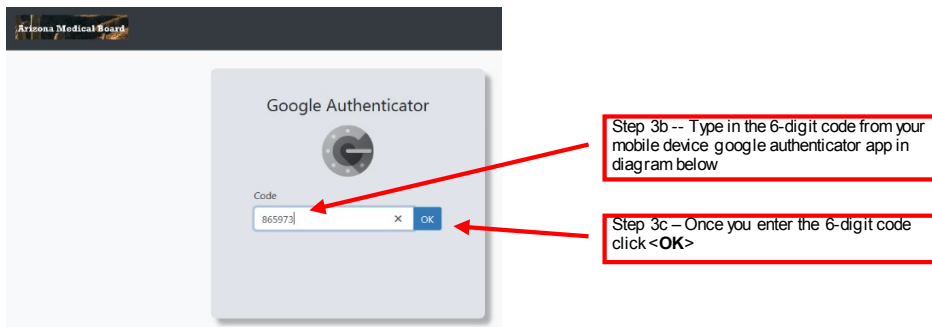 Arizona Medical Board
Google Authenticator
Code
865973
OK
Step 3b -- Type in the 6-digit code from your
mobile device google authenticator app in
diagram below
Step 3c – Once you enter the 6-digit code
click <OK>